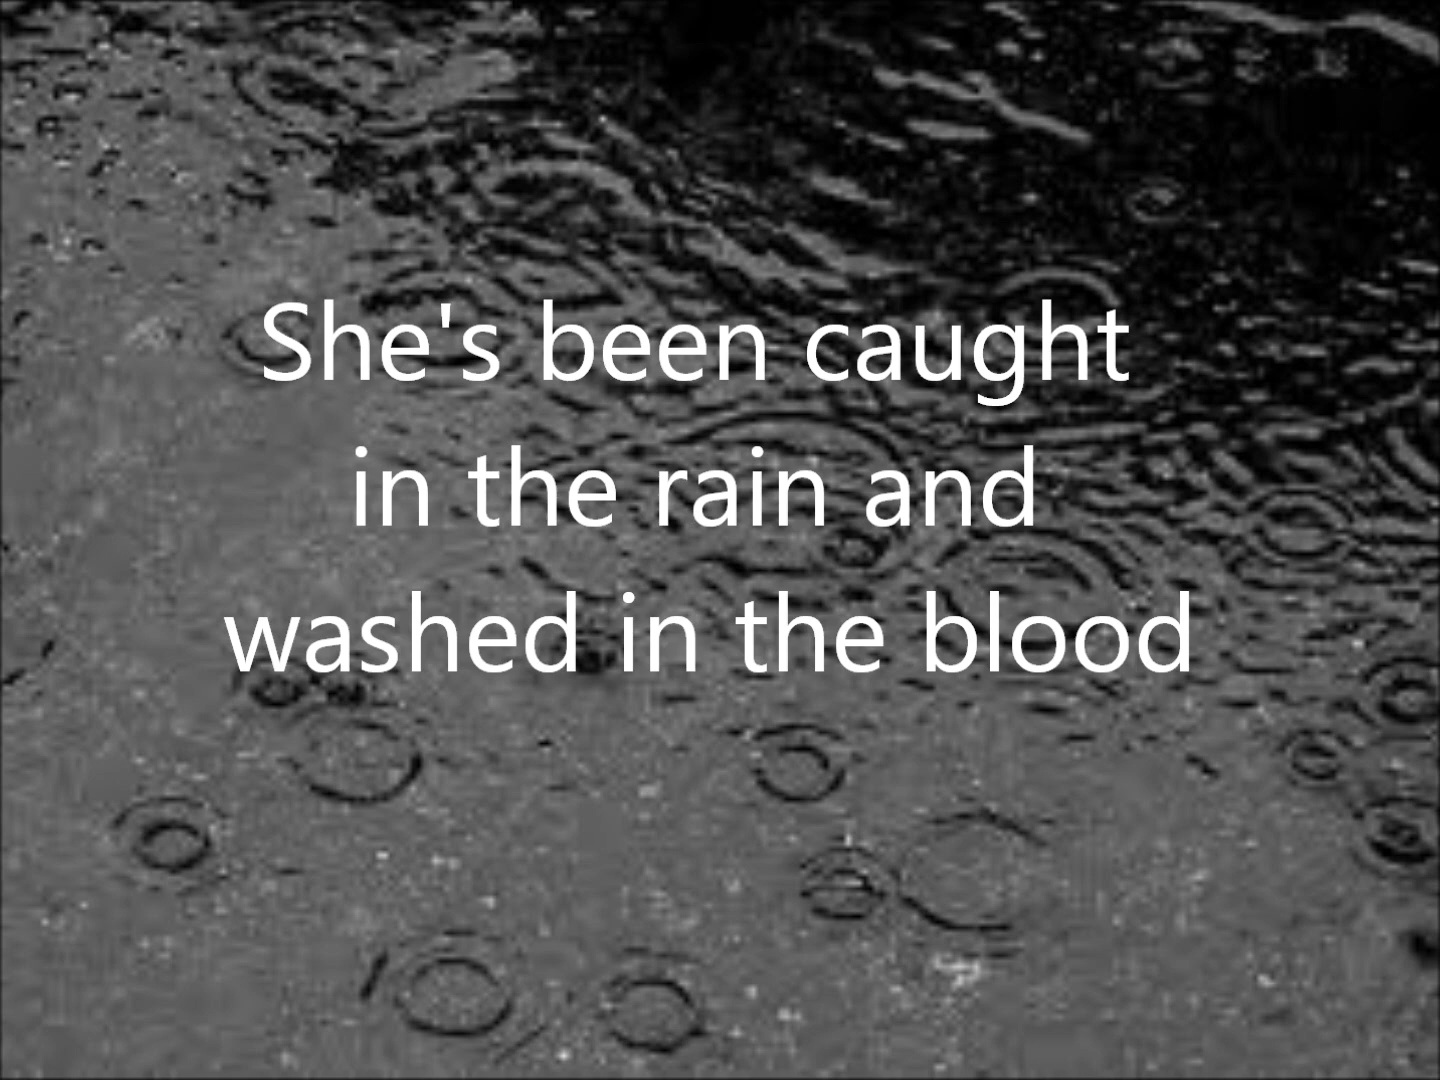 She's been caught
in the rain and
washed in the blood